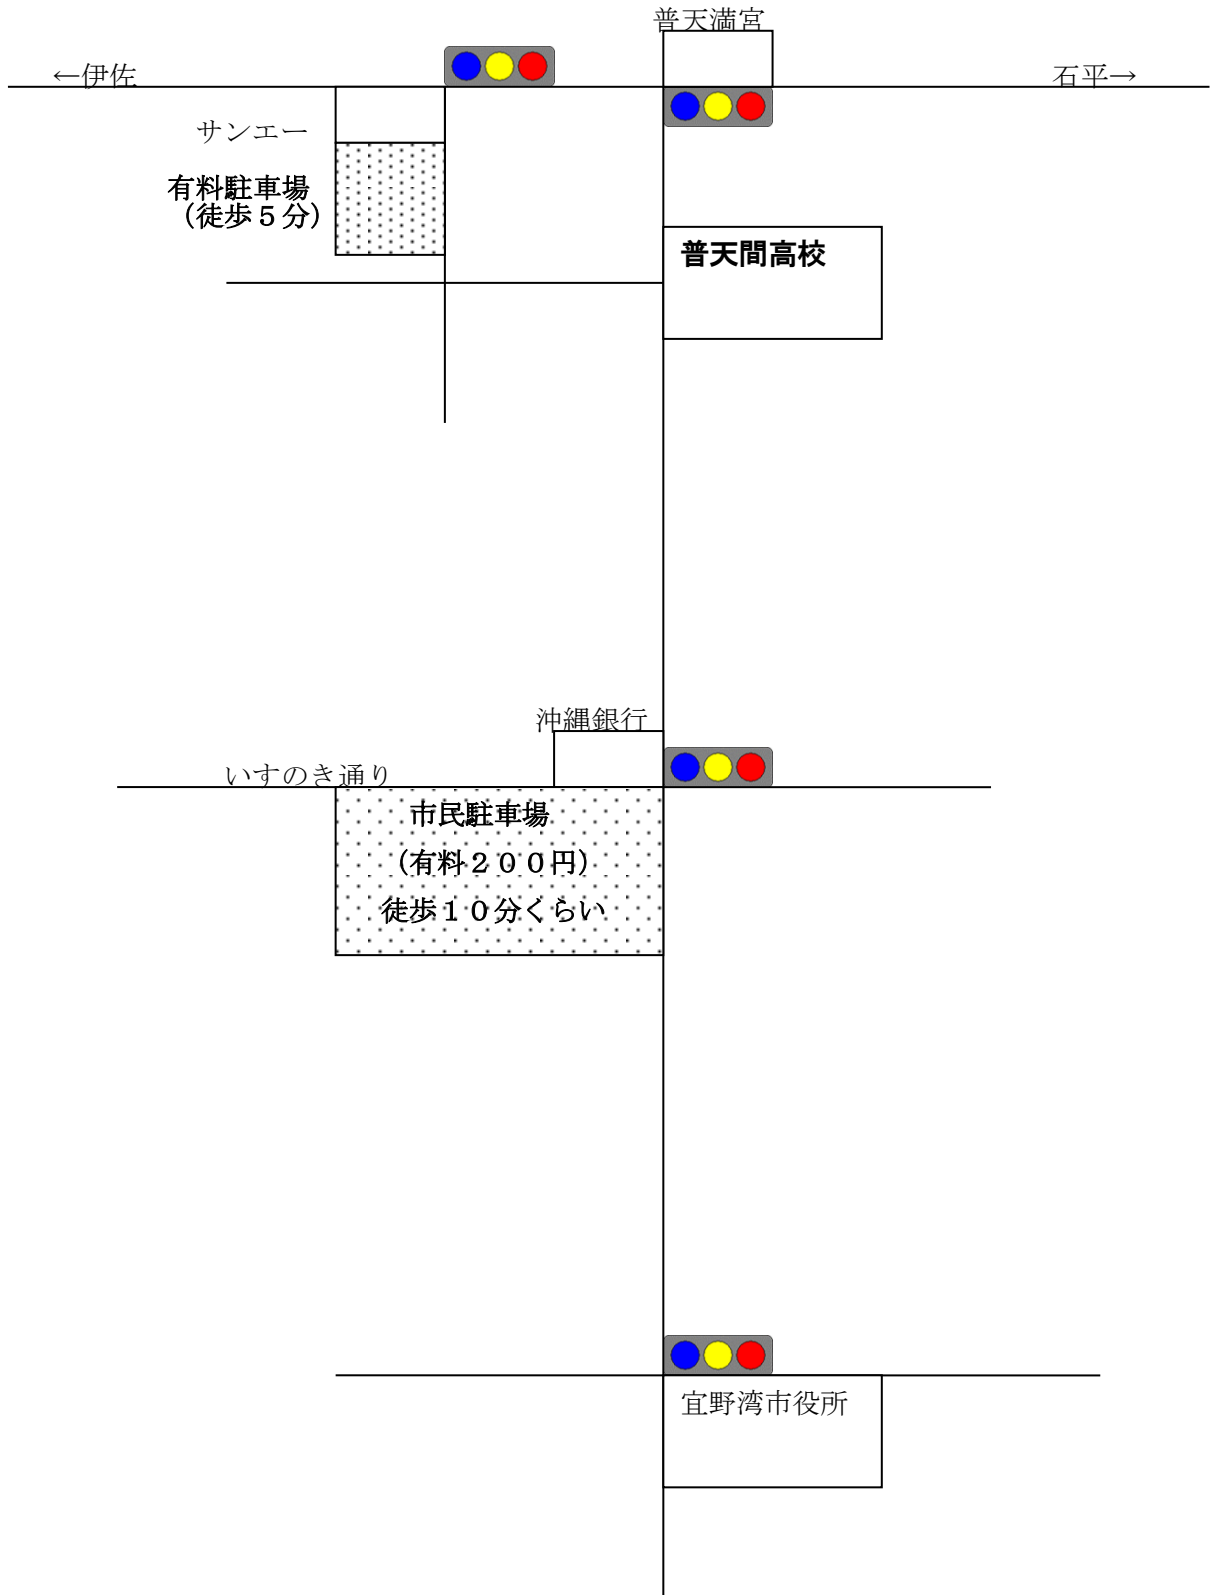 普天満宮
←伊佐
石平→
サンエー
有料駐車場
（徒歩５分）
普天間高校
沖縄銀行
いすのき通り
市民駐車場
（有料２００円）
徒歩１０分くらい
宜野湾市役所